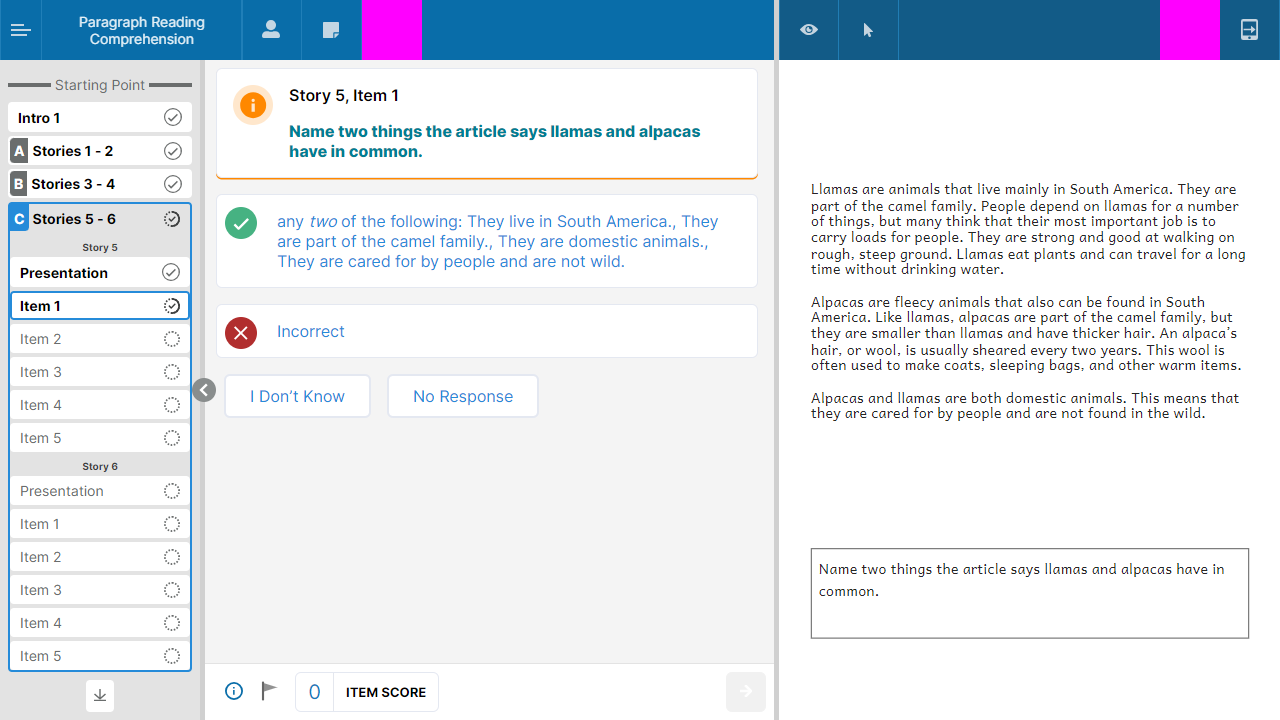 Paragraph Reading
Comprehension
Starting Point
Intro 1
A Stories 1 - 2
B Stories 3 - 4
C Stories 5 - 6
Story 5
Presentation
Item 1
Item 2
Item 3
Item 4
Item 5
Story 6
Presentation
Item 1
Item 2
Item 3
Item 4
Item 5
Story 5, Item 1
Name two things the article says llamas and alpacas
have in common.
any two of the following: They live in South America., They
are part of the camel family., They are domestic animals.,
They are cared for by people and are not wild.
Incorrect
I Don't Know
No Response
0 ITEM SCORE
Llamas are animals that live mainly in South America. They are
part of the camel family. People depend on llamas for a number
of things, but many think that their most important job is to
carry loads for people. They are strong and good at walking on
rough, steep ground. Llamas eat plants and can travel for a long
time without drinking water.
Alpacas are fleecy animals that also can be found in South
America. Like llamas, alpacas are part of the camel family, but
they are smaller than llamas and have thicker hair. An alpaca's
hair, or wool, is usually sheared every two years. This wool is
often used to make coats, sleeping bags, and other warm items.
Alpacas and llamas are both domestic animals. This means that
they are cared for by people and are not found in the wild.
Name two things the article says llamas and alpacas have in
common.